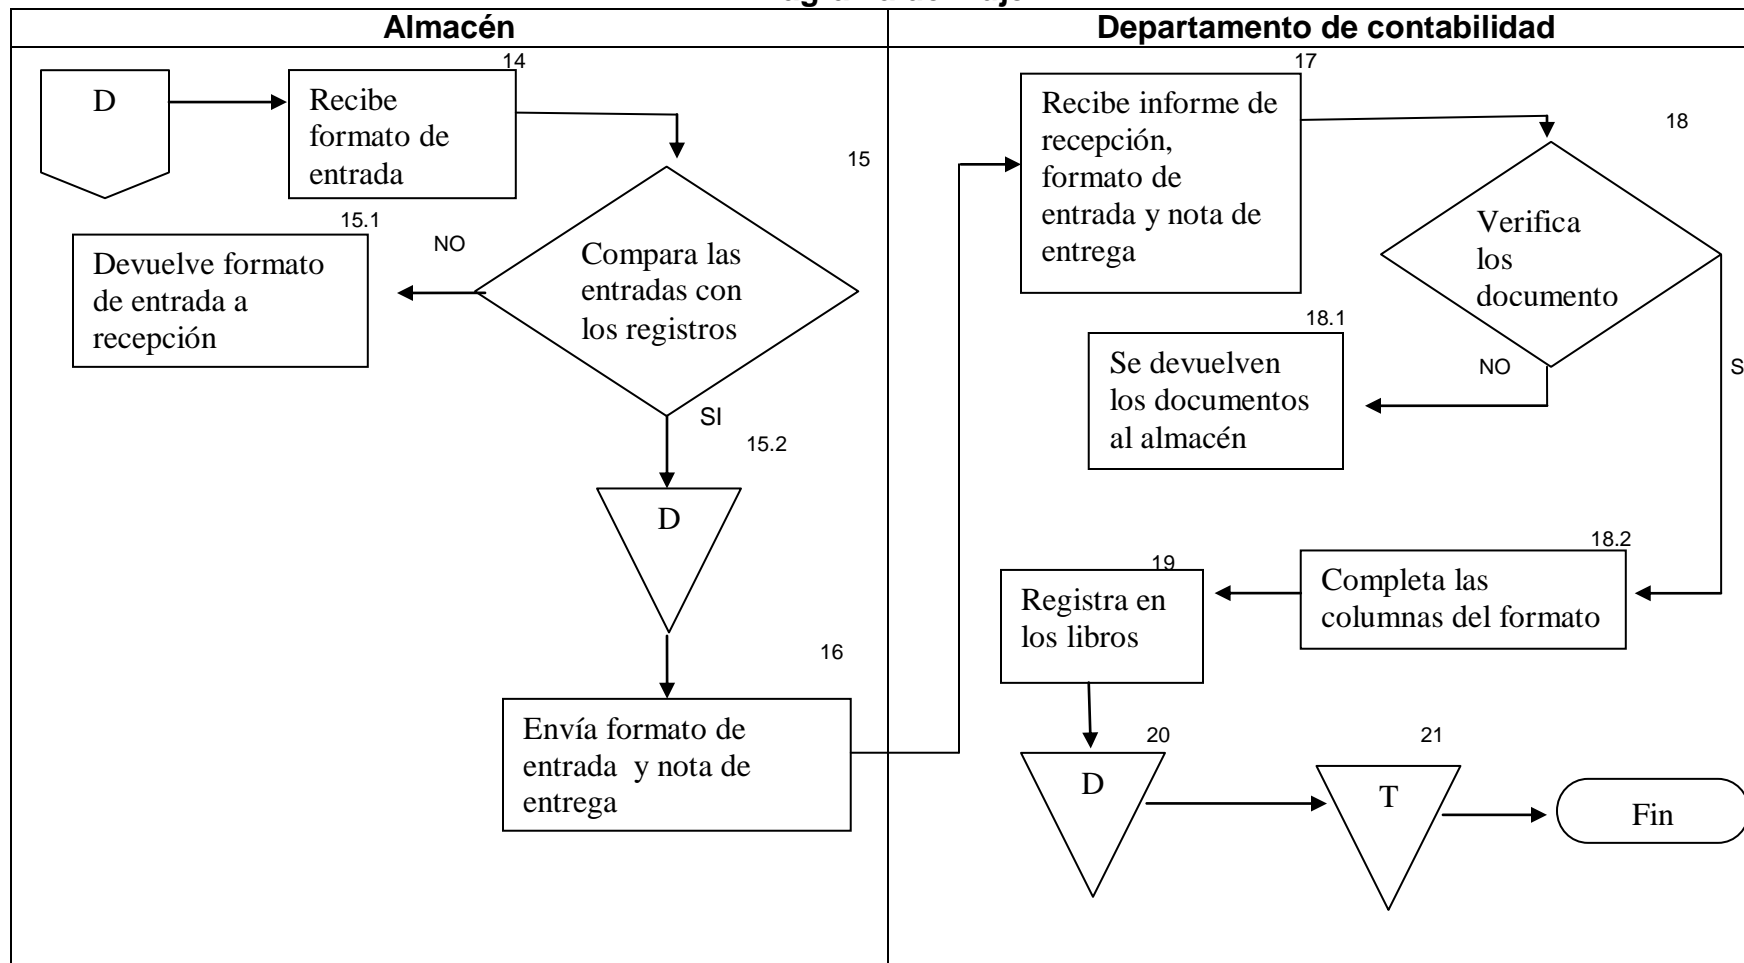 Almacén
Departamento de contabilidad
D
14
Recibe
formato de
entrada
15
Compara las
entradas con
los registros
NO
15.1
Devuelve formato
de entrada a
recepción
SI
15.2
D
16
Envía formato de
entrada y nota de
entrega
17
Recibe informe de
recepción,
formato de
entrada y nota de
entrega
18
Verifica
los
documento
NO
18.1
Se devuelven
los documentos
al almacén
S
18.2
Completa las
columnas del formato
19
Registra en
los libros
20
D
21
T
Fin